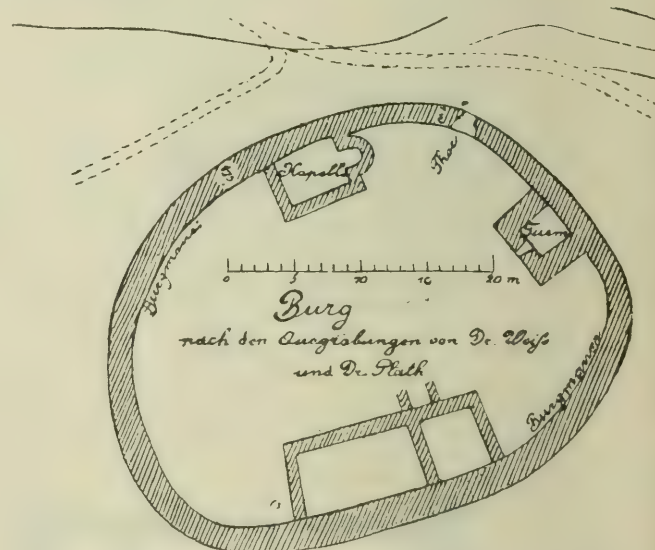 Thor
Kapelle
Turm
Burgmauer
0 5 10 15 20 m
Burg
nach den Ausgrabungen von Dr. Weiß
und Dr. Plath
Burgmauer